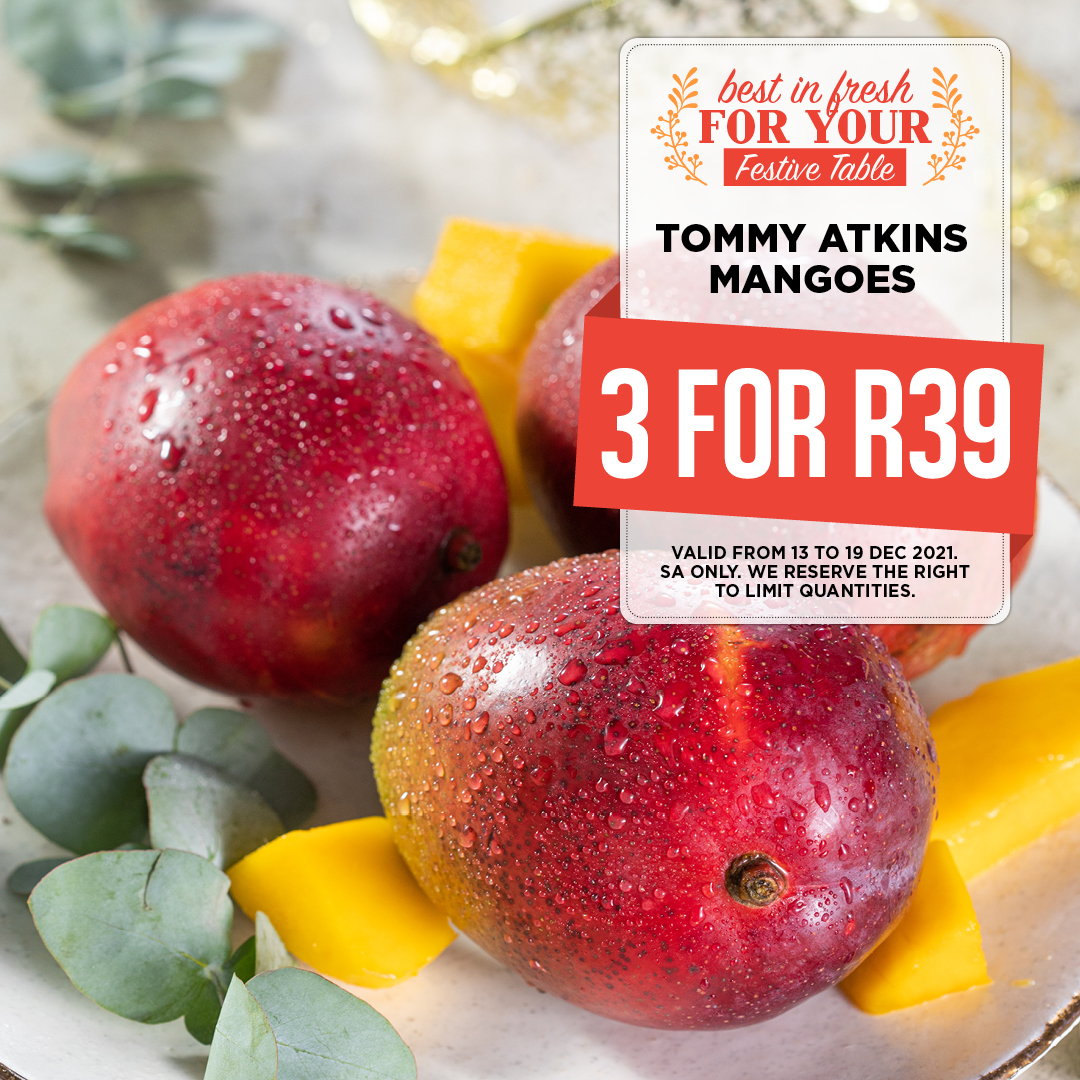 best in fresh
FOR YOUR
Festive Table
TOMMY ATKINS
MANGOES
3 FOR R39
VALID FROM 13 TO 19 DEC 2021.
SA ONLY. WE RESERVE THE RIGHT
TO LIMIT QUANTITIES.